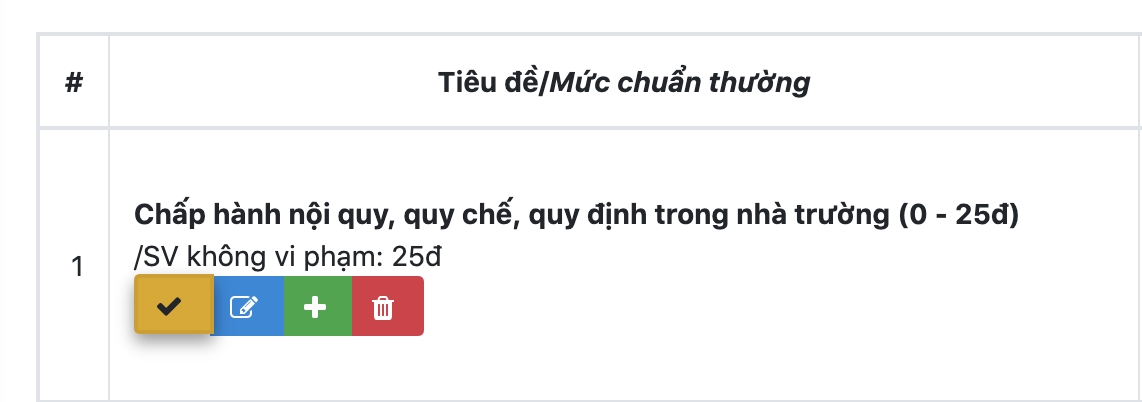 #
Tiêu đề/Mức chuẩn thường
1
Chấp hành nội quy, quy chế, quy định trong nhà trường (0 - 25đ)
/SV không vi phạm: 25đ